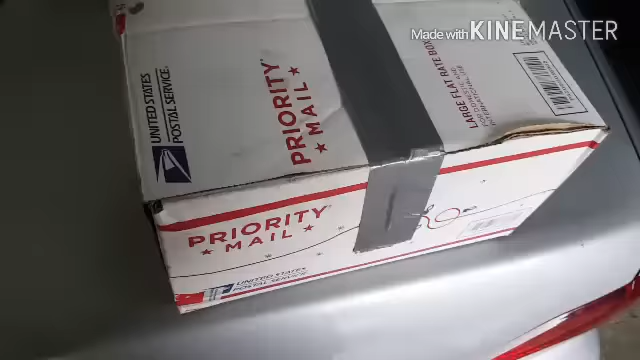 Made with KINEMASTER
UNITED STATES
POSTAL SERVICE®
PRIORITY
★ MAIL ★
LARGE FLAT RATE BOX
PRIORITY®
★ MAIL ★
UNITED STATES
POSTAL SERVICE